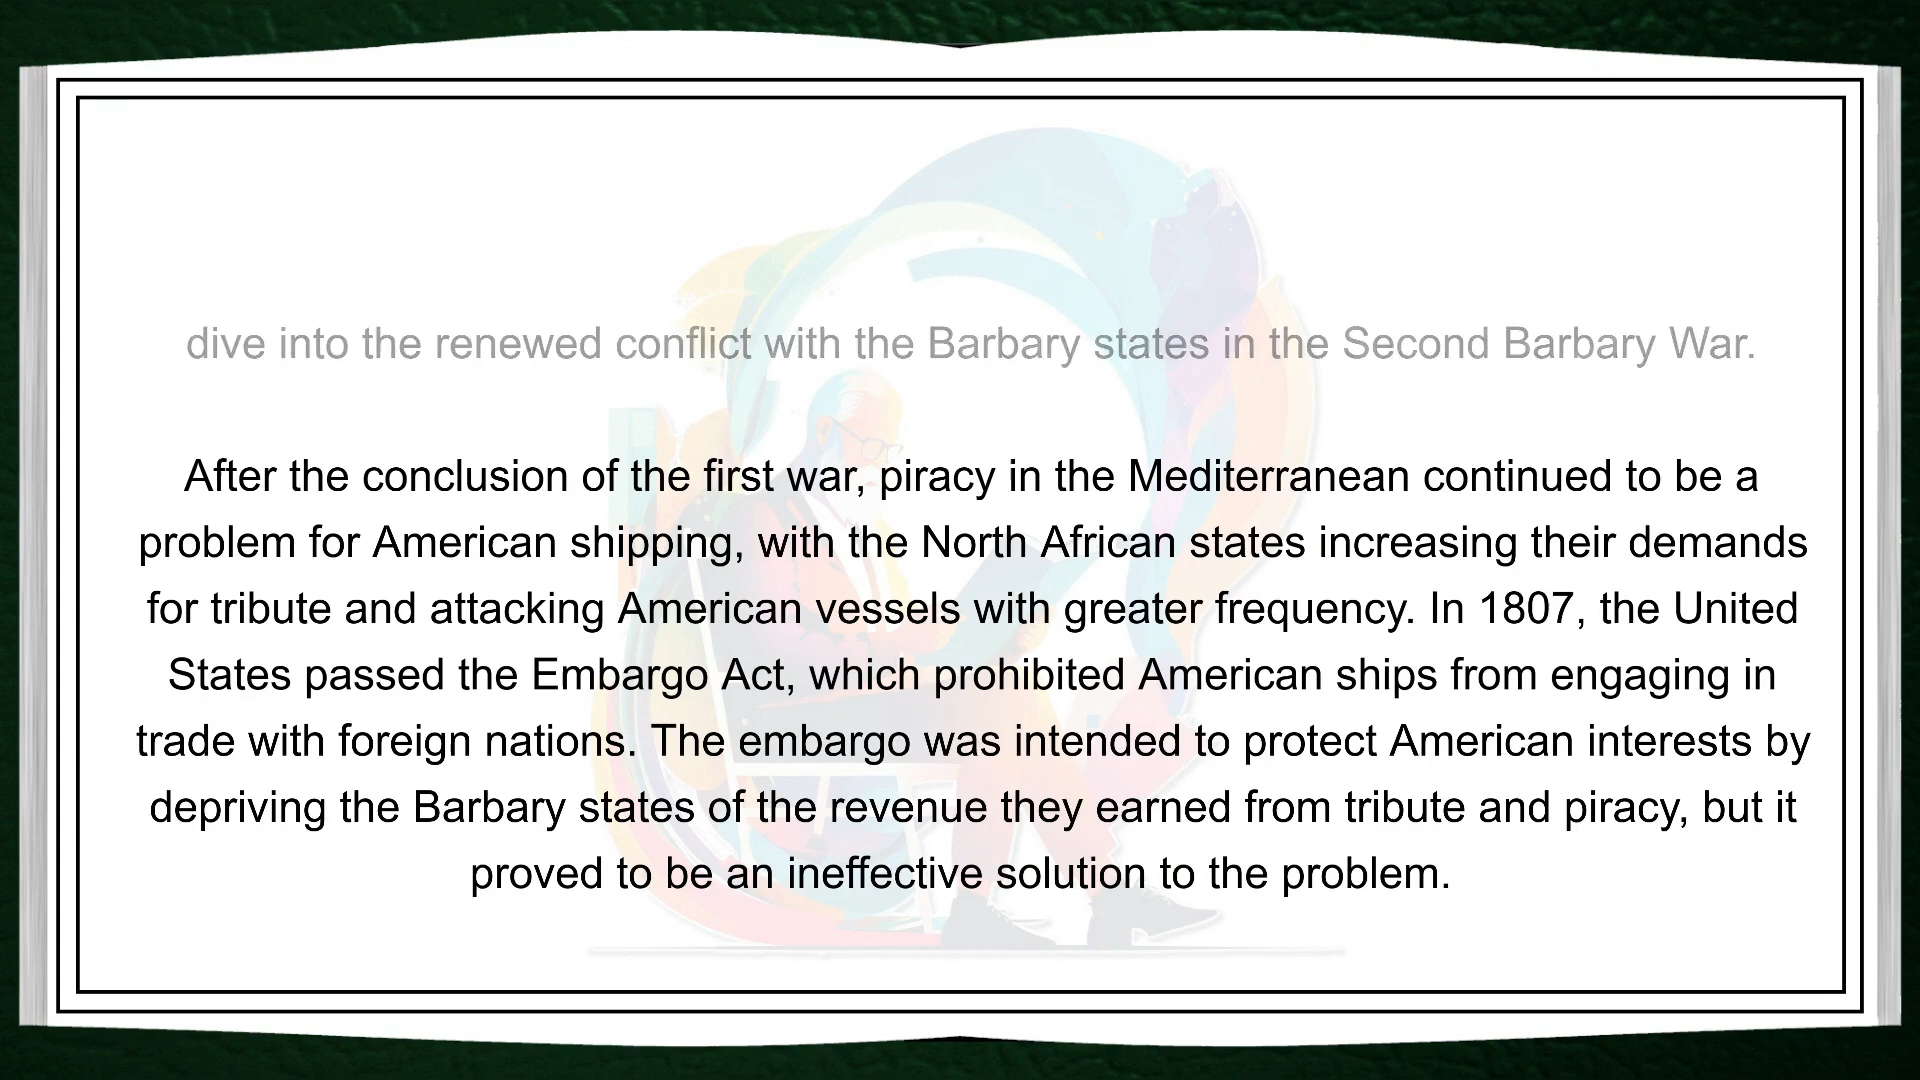 dive into the renewed conflict with the Barbary states in the Second Barbary War.
After the conclusion of the first war, piracy in the Mediterranean continued to be a
problem for American shipping, with the North African states increasing their demands
for tribute and attacking American vessels with greater frequency. In 1807, the United
States passed the Embargo Act, which prohibited American ships from engaging in
trade with foreign nations. The embargo was intended to protect American interests by
depriving the Barbary states of the revenue they earned from tribute and piracy, but it
proved to be an ineffective solution to the problem.